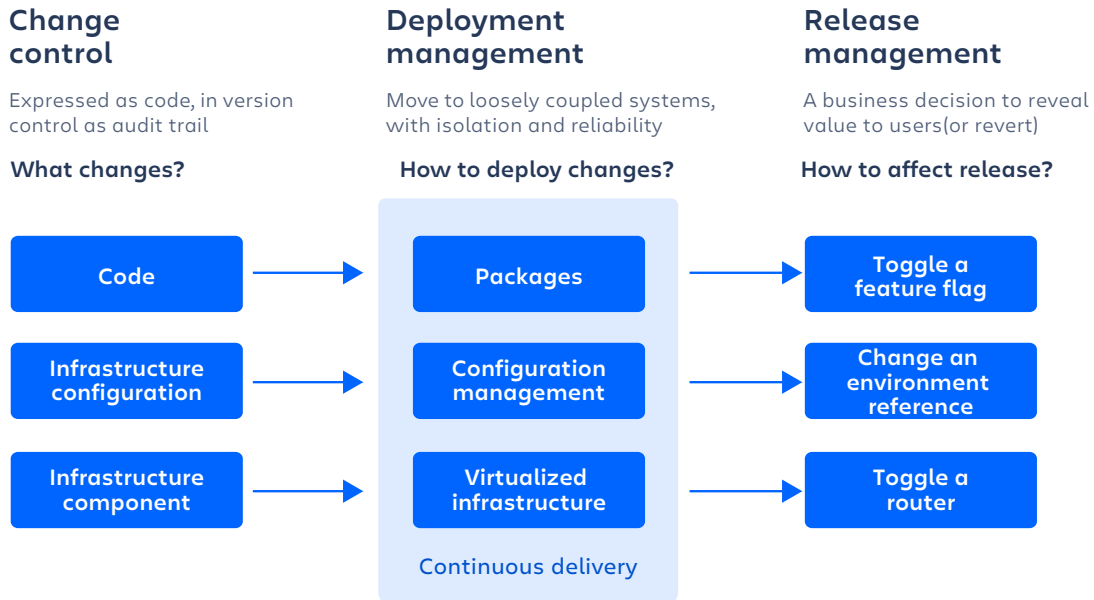 Change
control
Expressed as code, in version
control as audit trail
What changes?
Code
Infrastructure
configuration
Infrastructure
component
Deployment
management
Move to loosely coupled systems,
with isolation and reliability
How to deploy changes?
Packages
Configuration
management
Virtualized
infrastructure
Continuous delivery
Release
management
A business decision to reveal
value to users(or revert)
How to affect release?
Toggle a
feature flag
Change an
environment
reference
Toggle a
router